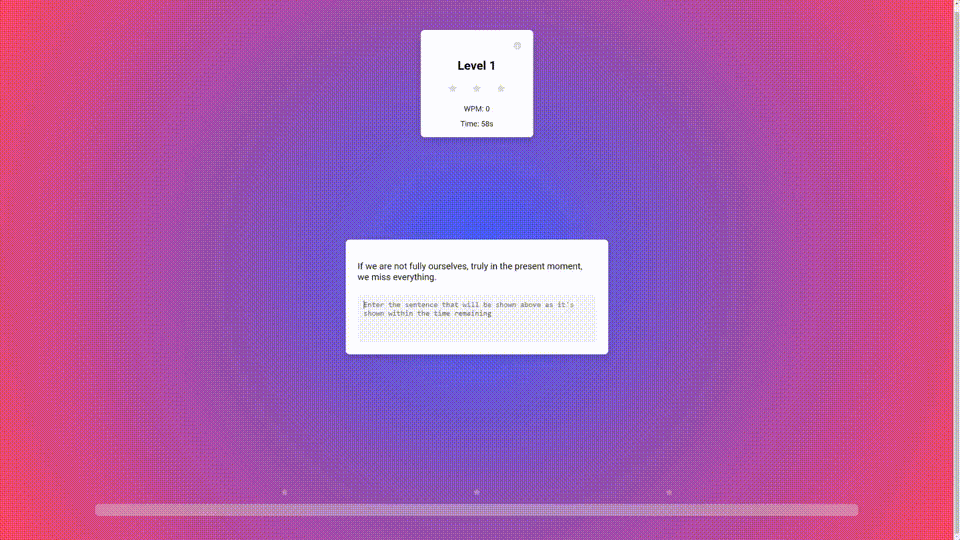 Level 1
WPM: 0
Time: 58s
If we are not fully ourselves, truly in the present moment,
we miss everything.
Enter the sentence that will be shown above as it's
shown within the time remaining